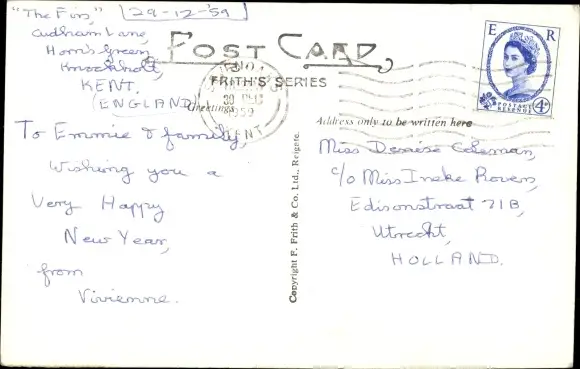 "The Firs," 29-12-'59
Cudham Lane,
Horn's Green,
Knockholt,
KENT.
(ENGLAND)
POST CARD
FRITH'S SERIES
Greetings
To Emmie & family,
Wishing you a
Very Happy
New Year,
from
Vivienne.
Copyright F. Frith & Co. Ltd., Reigate.
E R
POSTAGE
REVENUE
4D
30 DEC
1959
KENT
Address only to be written here
Miss Denise Coleman,
c/o Miss Ineke Rovers,
Edisonstraat 71B,
Utrecht,
HOLLAND.